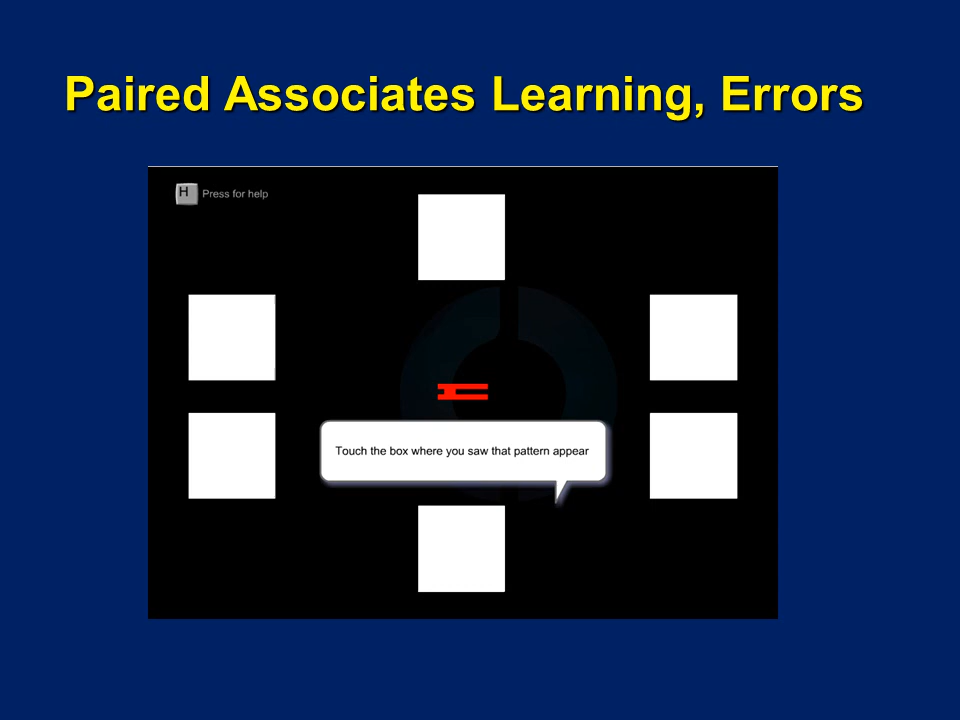 Paired Associates Learning, Errors
H Press for help
Touch the box where you saw that pattern appear